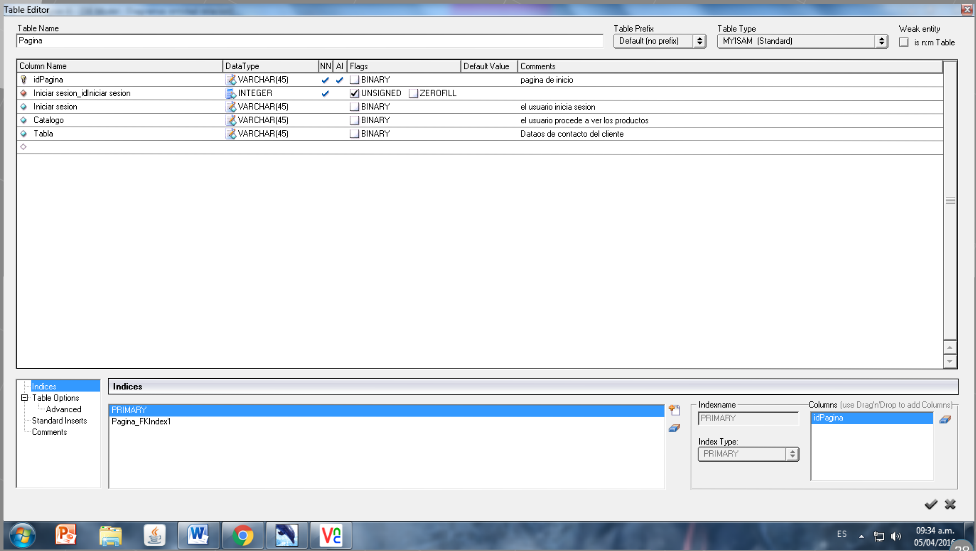 Table Editor
Table Name
Table Prefix
Table Type
Weak entity
Pagina
Default (no prefix)
MYISAM (Standard)
is n:m Table
Column Name DataType NN AI Flags Default Value Comments
idPagina VARCHAR(45) BINARY pagina de inicio
Iniciar sesion_idIniciar sesion INTEGER UNSIGNED ZEROFILL
Iniciar sesion VARCHAR(45) BINARY el usuario inicia sesion
Catalogo VARCHAR(45) BINARY el usuario procede a ver los productos
Tabla VARCHAR(45) BINARY Dataos de contacto del cliente
Indices
Table Options
Advanced
Standard Inserts
Comments
Indices
PRIMARY
Pagina_FKIndex1
Indexname
PRIMARY
Index Type:
PRIMARY
Columns (use Drag'n'Drop to add Columns)
idPagina
ES
09:34 a.m.